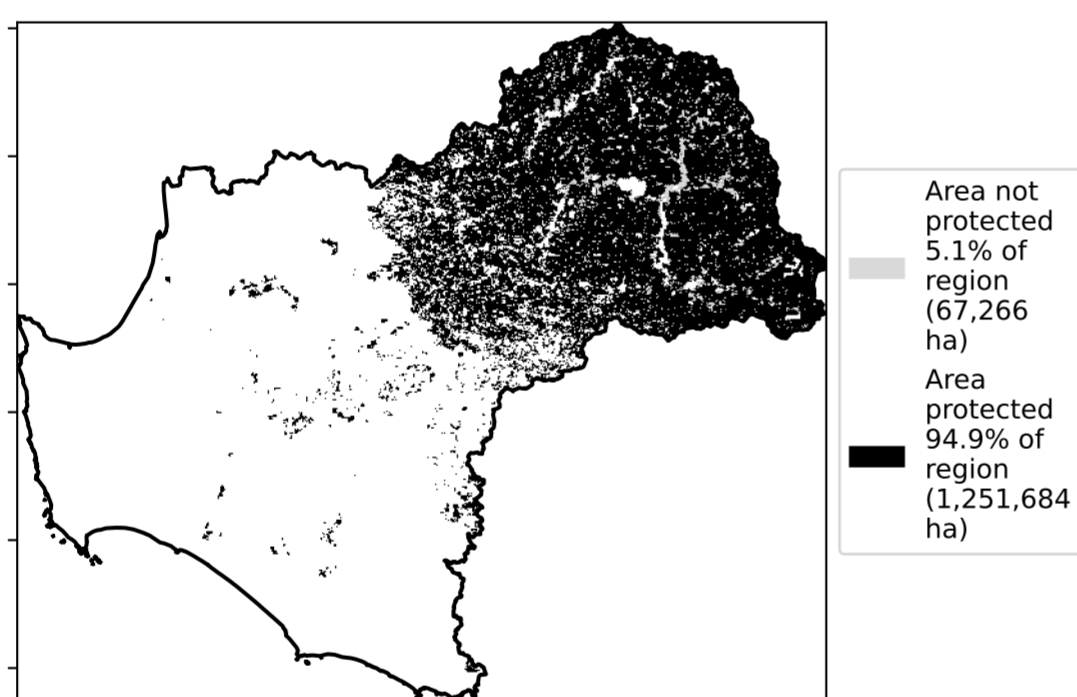 Area not
protected
5.1% of
region
(67,266
ha)
Area
protected
94.9% of
region
(1,251,684
ha)